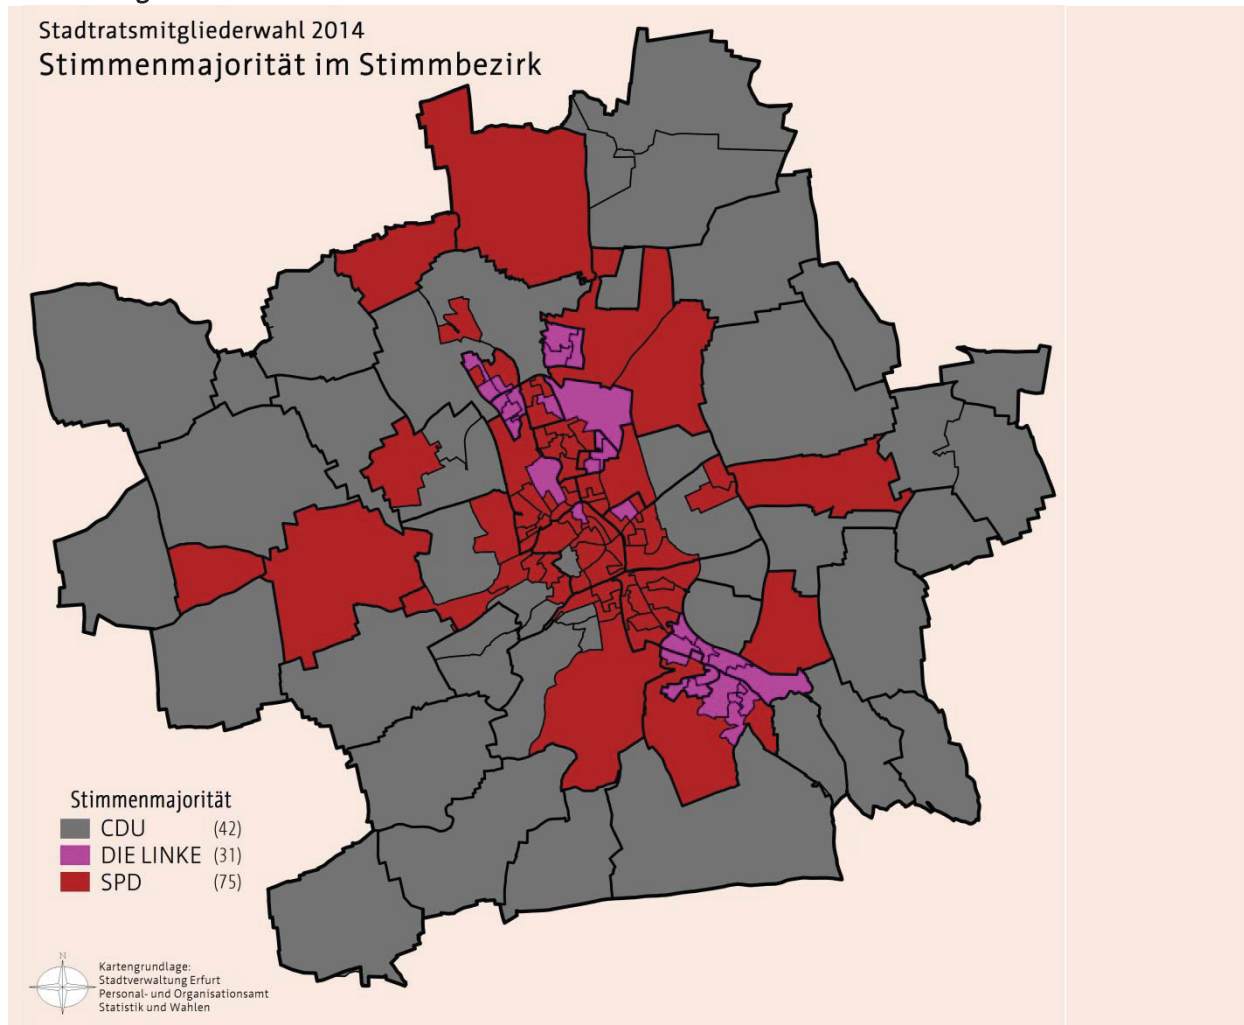 Stadtratsmitgliederwahl 2014
Stimmenmajorität im Stimmbezirk
Stimmenmajorität
CDU (42)
DIE LINKE (31)
SPD (75)
N
Kartengrundlage:
Stadtverwaltung Erfurt
Personal- und Organisationsamt
Statistik und Wahlen